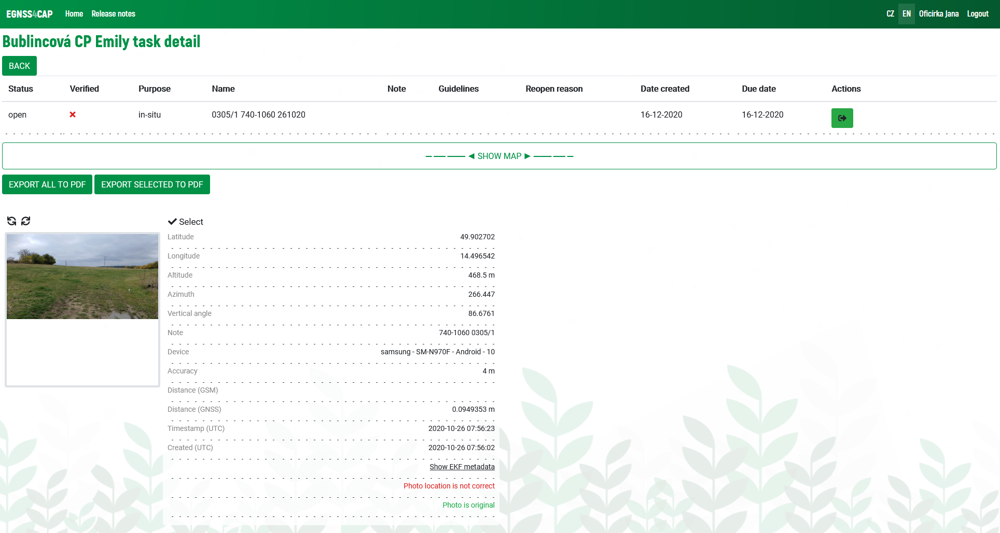 EGNSS4CAP Home Release notes CZ EN Oficírka Jana Logout
Bublincová CP Emily task detail
BACK
Status Verified Purpose Name Note Guidelines Reopen reason Date created Due date Actions
open in-situ 0305/1 740-1060 261020 16-12-2020 16-12-2020
SHOW MAP
EXPORT ALL TO PDF EXPORT SELECTED TO PDF
Select
Latitude 49.902702
Longitude 14.496542
Altitude 468.5 m
Azimuth 266.447
Vertical angle 86.6761
Note 740-1060 0305/1
Device samsung - SM-N970F - Android - 10
Accuracy 4 m
Distance (GSM)
Distance (GNSS) 0.0949353 m
Timestamp (UTC) 2020-10-26 07:56:23
Created (UTC) 2020-10-26 07:56:02
Show EKF metadata
Photo location is not correct
Photo is original